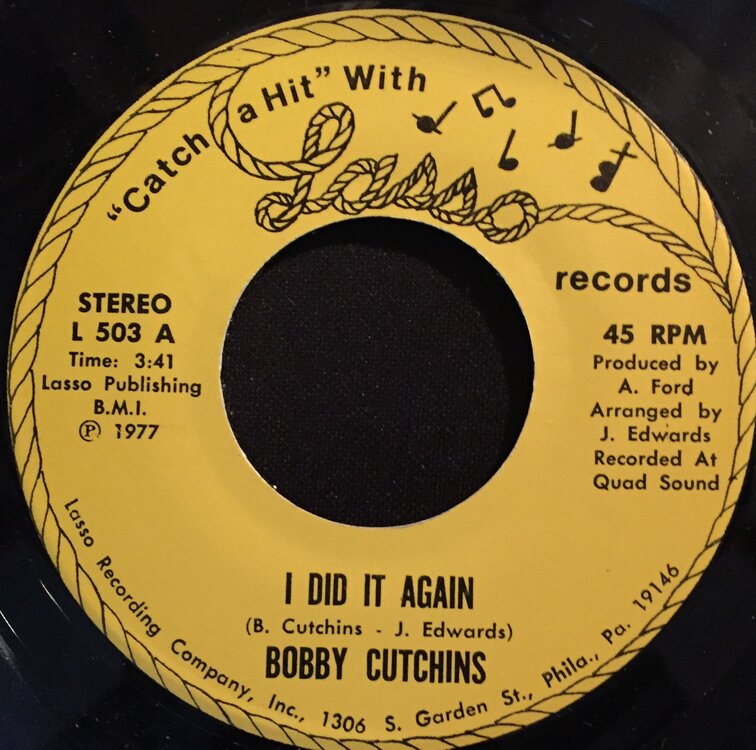 "Catch a Hit" With
Lasso
records
STEREO
L 503 A
Time: 3:41
Lasso Publishing
B.M.I.
Ⓟ 1977
45 RPM
Produced by
A. Ford
Arranged by
J. Edwards
Recorded At
Quad Sound
I DID IT AGAIN
(B. Cutchins - J. Edwards)
BOBBY CUTCHINS
Lasso Recording Company, Inc., 1306 S. Garden St., Phila., Pa. 19146